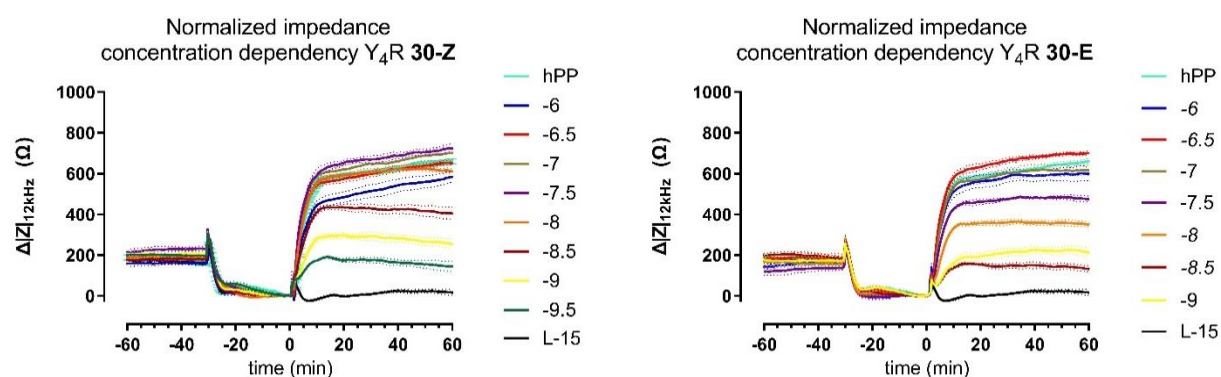 Normalized impedance
concentration dependency Y₄R 30-Z
Δ|Z|12kHz (Ω)
1000
800
600
400
200
0
-60 -40 -20 0 20 40 60
time (min)
hPP
-6
-6.5
-7
-7.5
-8
-8.5
-9
-9.5
L-15
Normalized impedance
concentration dependency Y₄R 30-E
Δ|Z|12kHz (Ω)
1000
800
600
400
200
0
-60 -40 -20 0 20 40 60
time (min)
hPP
-6
-6.5
-7
-7.5
-8
-8.5
-9
L-15